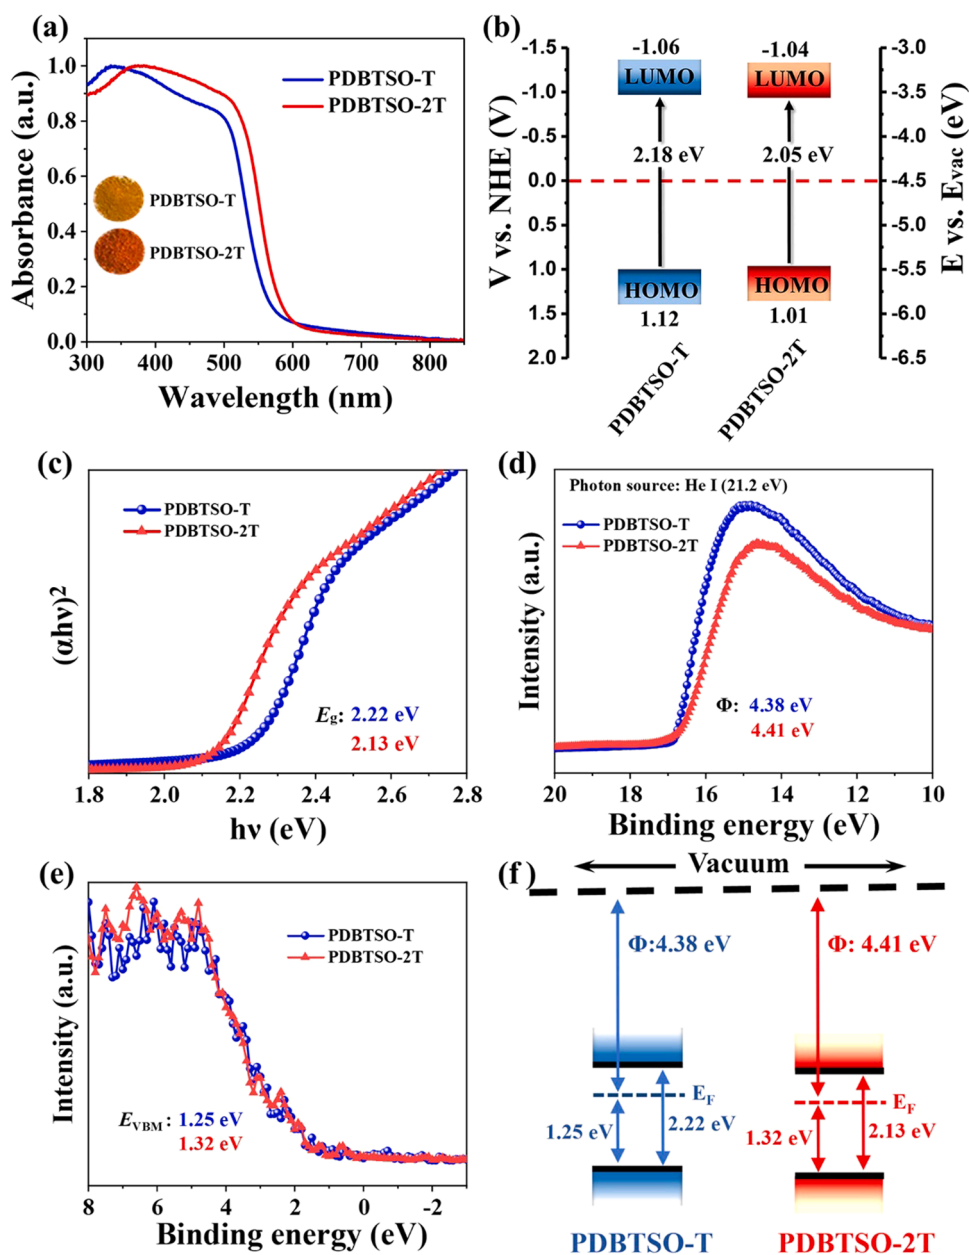 (a)
PDBTSO-T
PDBTSO-2T
PDBTSO-T
PDBTSO-2T
Absorbance (a.u.)
1.0
0.8
0.6
0.4
0.2
0.0
300 400 500 600 700 800
Wavelength (nm)
(b)
V vs. NHE (V)
-1.5
-1.0
-0.5
0.0
0.5
1.0
1.5
2.0
-1.06 -1.04
LUMO LUMO
2.18 eV 2.05 eV
HOMO HOMO
1.12 1.01
PDBTSO-T
PDBTSO-2T
-3.0
-3.5
-4.0
-4.5
-5.0
-5.5
-6.0
-6.5
E vs. Evac (eV)
(c)
PDBTSO-T
PDBTSO-2T
(αhν)2
Eg: 2.22 eV
2.13 eV
1.8 2.0 2.2 2.4 2.6 2.8
hν (eV)
(d)
Photon source: He I (21.2 eV)
PDBTSO-T
PDBTSO-2T
Intensity (a.u.)
Φ: 4.38 eV
4.41 eV
20 18 16 14 12 10
Binding energy (eV)
(e)
PDBTSO-T
PDBTSO-2T
Intensity (a.u.)
EVBM: 1.25 eV
1.32 eV
8 6 4 2 0 -2
Binding energy (eV)
(f)
Vacuum
Φ:4.38 eV
Φ: 4.41 eV
EF
EF
1.25 eV
2.22 eV
1.32 eV
2.13 eV
PDBTSO-T
PDBTSO-2T